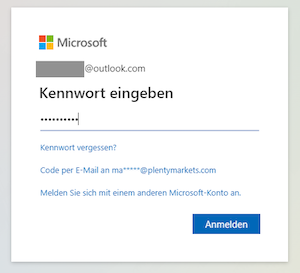 Microsoft
@outlook.com
Kennwort eingeben
••••••••••
Kennwort vergessen?
Code per E-Mail an ma*****@plentymarkets.com
Melden Sie sich mit einem anderen Microsoft-Konto an.
Anmelden